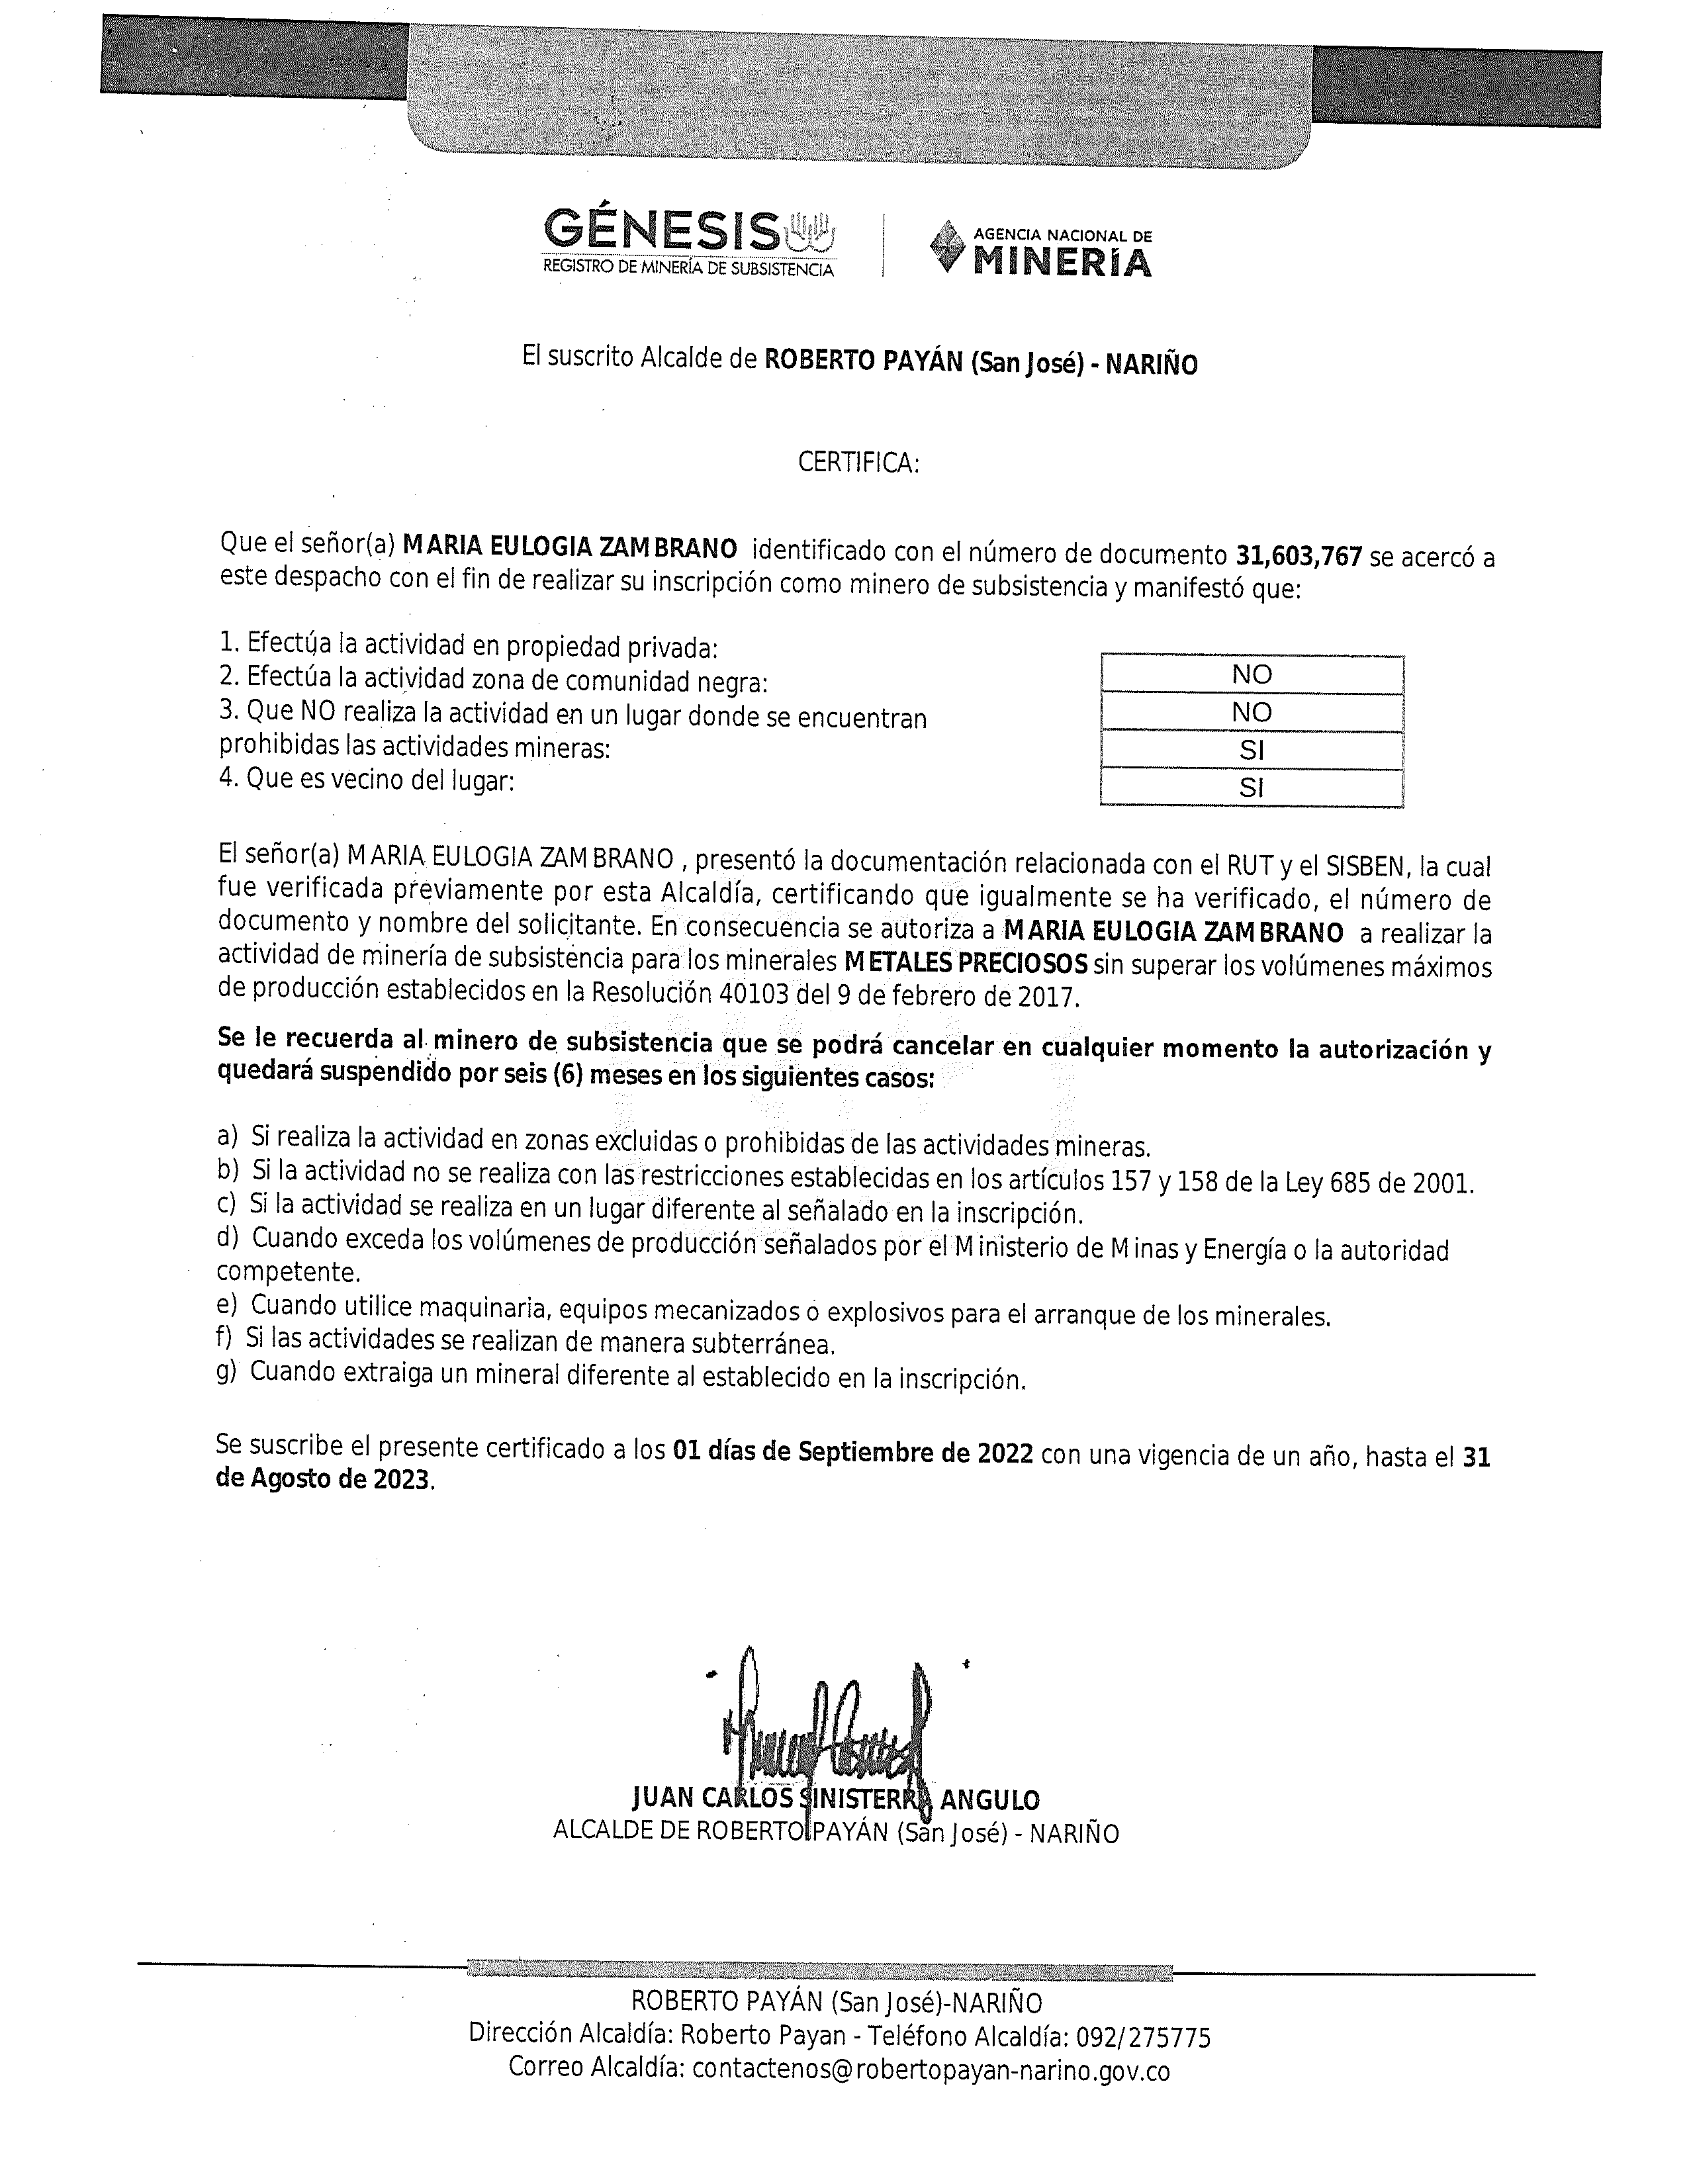 GÉNESIS
REGISTRO DE MINERÍA DE SUBSISTENCIA
AGENCIA NACIONAL DE
MINERÍA
El suscrito Alcalde de ROBERTO PAYÁN (San José) - NARIÑO
CERTIFICA:
Que el señor(a) MARIA EULOGIA ZAMBRANO identificado con el número de documento 31,603,767 se acercó a
este despacho con el fin de realizar su inscripción como minero de subsistencia y manifestó que:
1. Efectúa la actividad en propiedad privada:
NO
2. Efectúa la actividad zona de comunidad negra:
NO
3. Que NO realiza la actividad en un lugar donde se encuentran
prohibidas las actividades mineras:
SI
4. Que es vecino del lugar:
SI
El señor(a) MARIA EULOGIA ZAMBRANO , presentó la documentación relacionada con el RUT y el SISBEN, la cual
fue verificada previamente por esta Alcaldía, certificando que igualmente se ha verificado, el número de
documento y nombre del solicitante. En consecuencia se autoriza a MARIA EULOGIA ZAMBRANO a realizar la
actividad de minería de subsistencia para los minerales METALES PRECIOSOS sin superar los volúmenes máximos
de producción establecidos en la Resolución 40103 del 9 de febrero de 2017.
Se le recuerda al minero de subsistencia que se podrá cancelar en cualquier momento la autorización y
quedará suspendido por seis (6) meses en los siguientes casos:
a) Si realiza la actividad en zonas excluidas o prohibidas de las actividades mineras.
b) Si la actividad no se realiza con las restricciones establecidas en los artículos 157 y 158 de la Ley 685 de 2001.
c) Si la actividad se realiza en un lugar diferente al señalado en la inscripción.
d) Cuando exceda los volúmenes de producción señalados por el Ministerio de Minas y Energía o la autoridad
competente.
e) Cuando utilice maquinaria, equipos mecanizados o explosivos para el arranque de los minerales.
f) Si las actividades se realizan de manera subterránea.
g) Cuando extraiga un mineral diferente al establecido en la inscripción.
Se suscribe el presente certificado a los 01 días de Septiembre de 2022 con una vigencia de un año, hasta el 31
de Agosto de 2023.
JUAN CARLOS SINISTERRA ANGULO
ALCALDE DE ROBERTO PAYÁN (San José) - NARIÑO
ROBERTO PAYÁN (San José)-NARIÑO
Dirección Alcaldía: Roberto Payan - Teléfono Alcaldía: 092/275775
Correo Alcaldía: contactenos@robertopayan-narino.gov.co